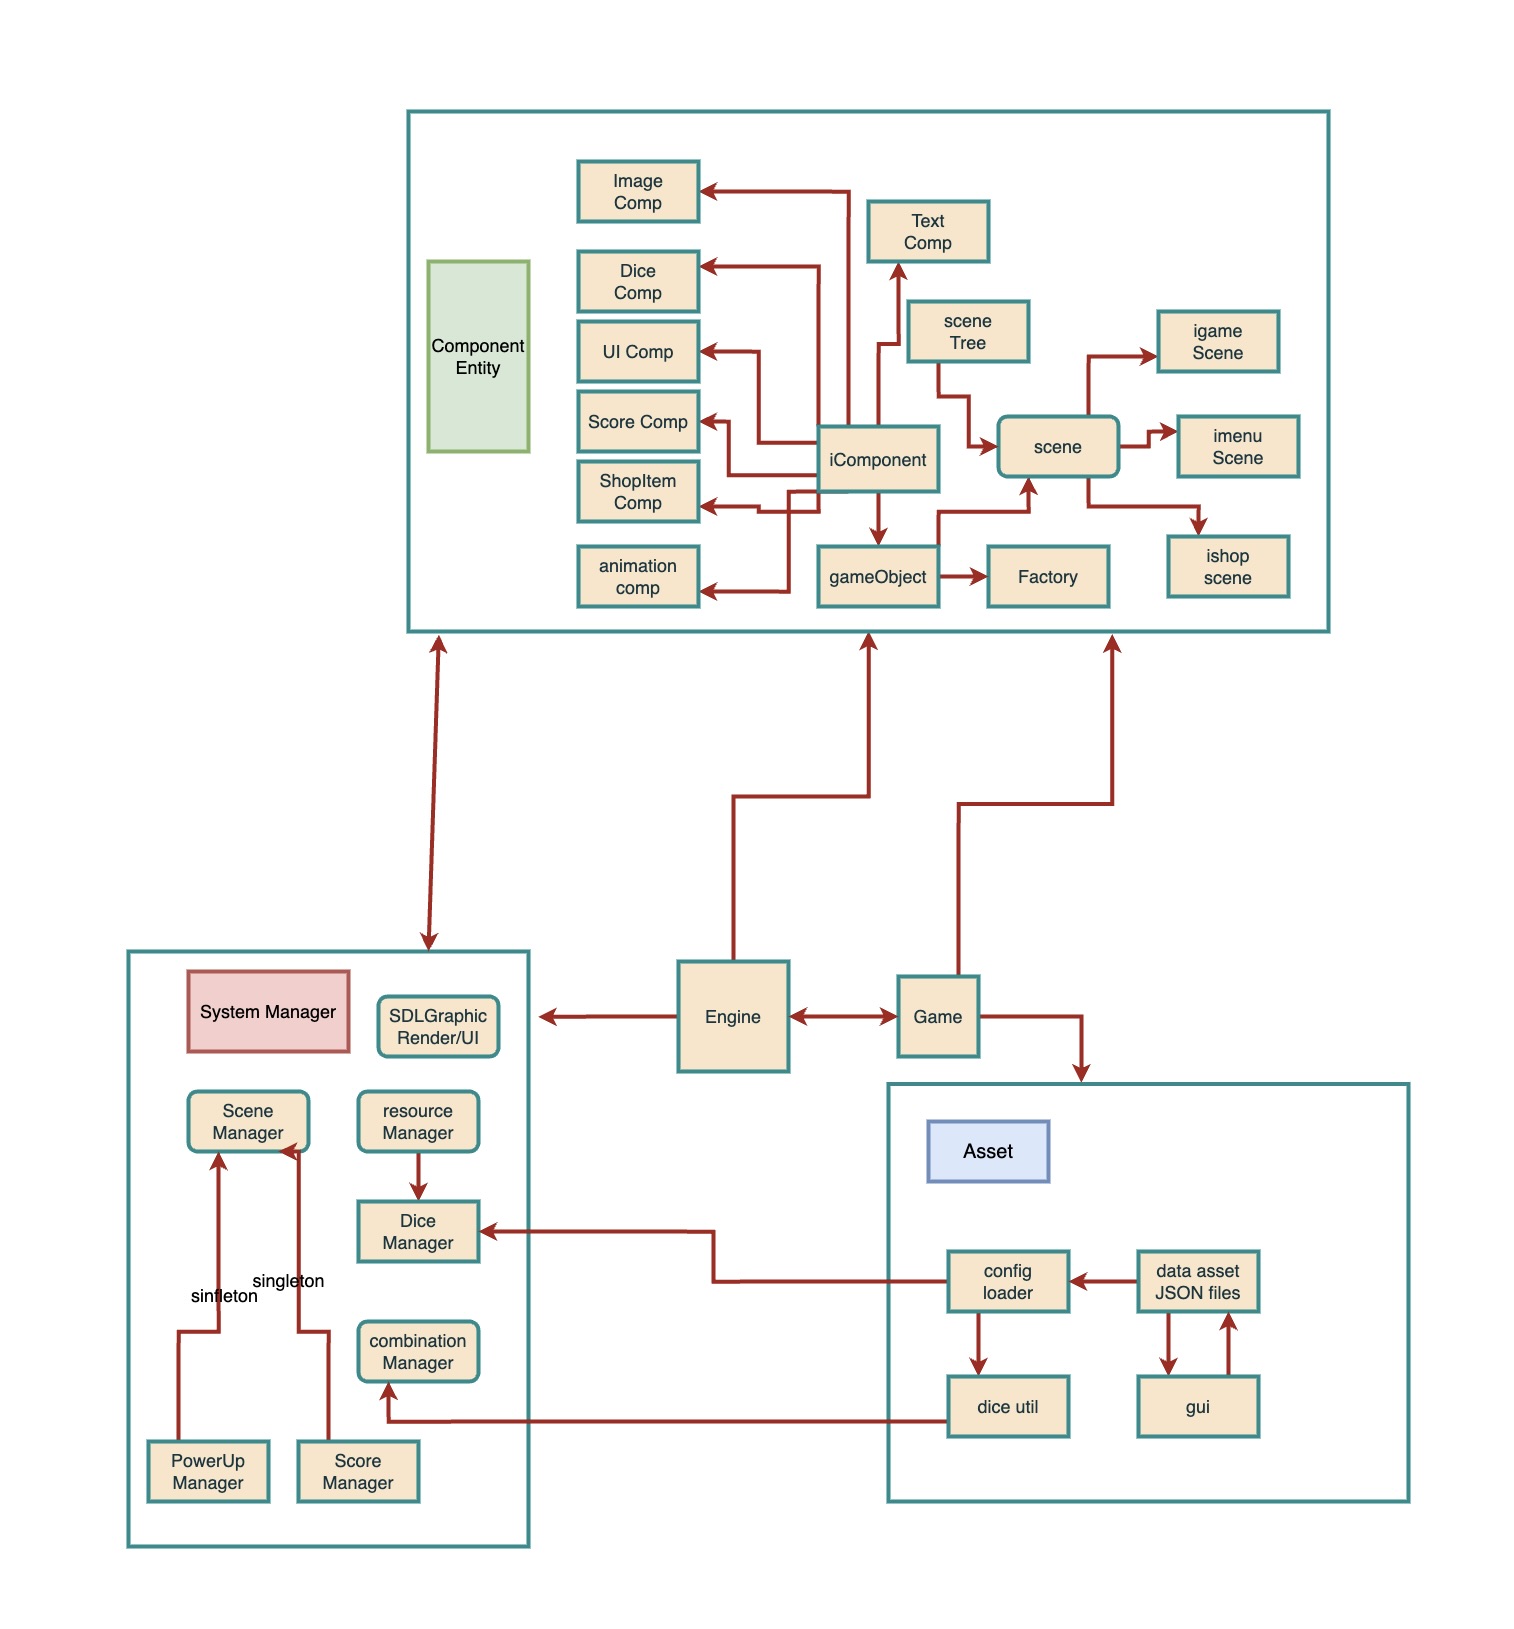 Image
Comp
Text
Comp
Dice
Comp
Component
Entity
scene
Tree
igame
Scene
UI Comp
Score Comp
iComponent
scene
imenu
Scene
ShopItem
Comp
animation
comp
gameObject
Factory
ishop
scene
System Manager
SDLGraphic
Render/UI
Engine
Game
Scene
Manager
resource
Manager
Asset
Dice
Manager
singleton
sinfleton
config
loader
data asset
JSON files
combination
Manager
dice util
gui
PowerUp
Manager
Score
Manager